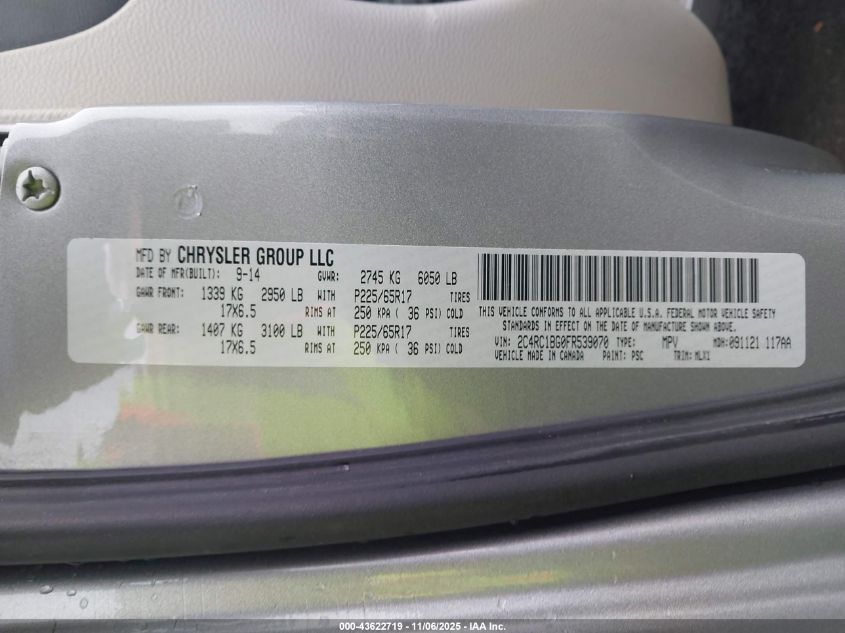 MFD BY CHRYSLER GROUP LLC
DATE OF MFR(BUILT): 9-14 GVWR: 2745 KG 6050 LB
GAWR FRONT: 1339 KG 2950 LB WITH P225/65R17 TIRES
17X6.5 RIMS AT 250 KPA ( 36 PSI) COLD
GAWR REAR: 1407 KG 3100 LB WITH P225/65R17 TIRES
17X6.5 RIMS AT 250 KPA ( 36 PSI) COLD
THIS VEHICLE CONFORMS TO ALL APPLICABLE U.S.A. FEDERAL MOTOR VEHICLE SAFETY
STANDARDS IN EFFECT ON THE DATE OF MANUFACTURE SHOWN ABOVE.
VIN: 2C4RC1BG0FR539070 TYPE: MPV MDH:091121 117AA
VEHICLE MADE IN CANADA PAINT: PSC TRIM: MLX1
000-43622719 - 11/06/2025 - IAA Inc.